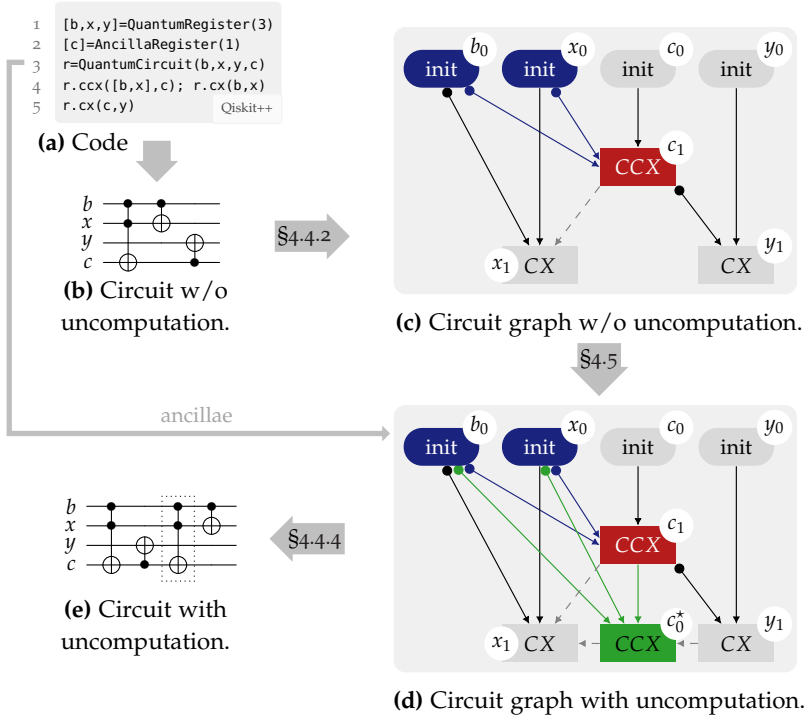 1 [b,x,y]=QuantumRegister(3)
2 [c]=AncillaRegister(1)
3 r=QuantumCircuit(b,x,y,c)
4 r.ccx([b,x],c); r.cx(b,x)
5 r.cx(c,y)
Qiskit++
(a) Code
b
x
y
c
(b) Circuit w/o
uncomputation.
§4.4.2
b0 x0 c0 y0
init init init init
c1
CCX
x1 CX
CX y1
(c) Circuit graph w/o uncomputation.
§4.5
ancillae
b0 x0 c0 y0
init init init init
c1
CCX
x1 CX
CCX c0⋆
CX y1
(d) Circuit graph with uncomputation.
§4.4.4
b
x
y
c
(e) Circuit with
uncomputation.